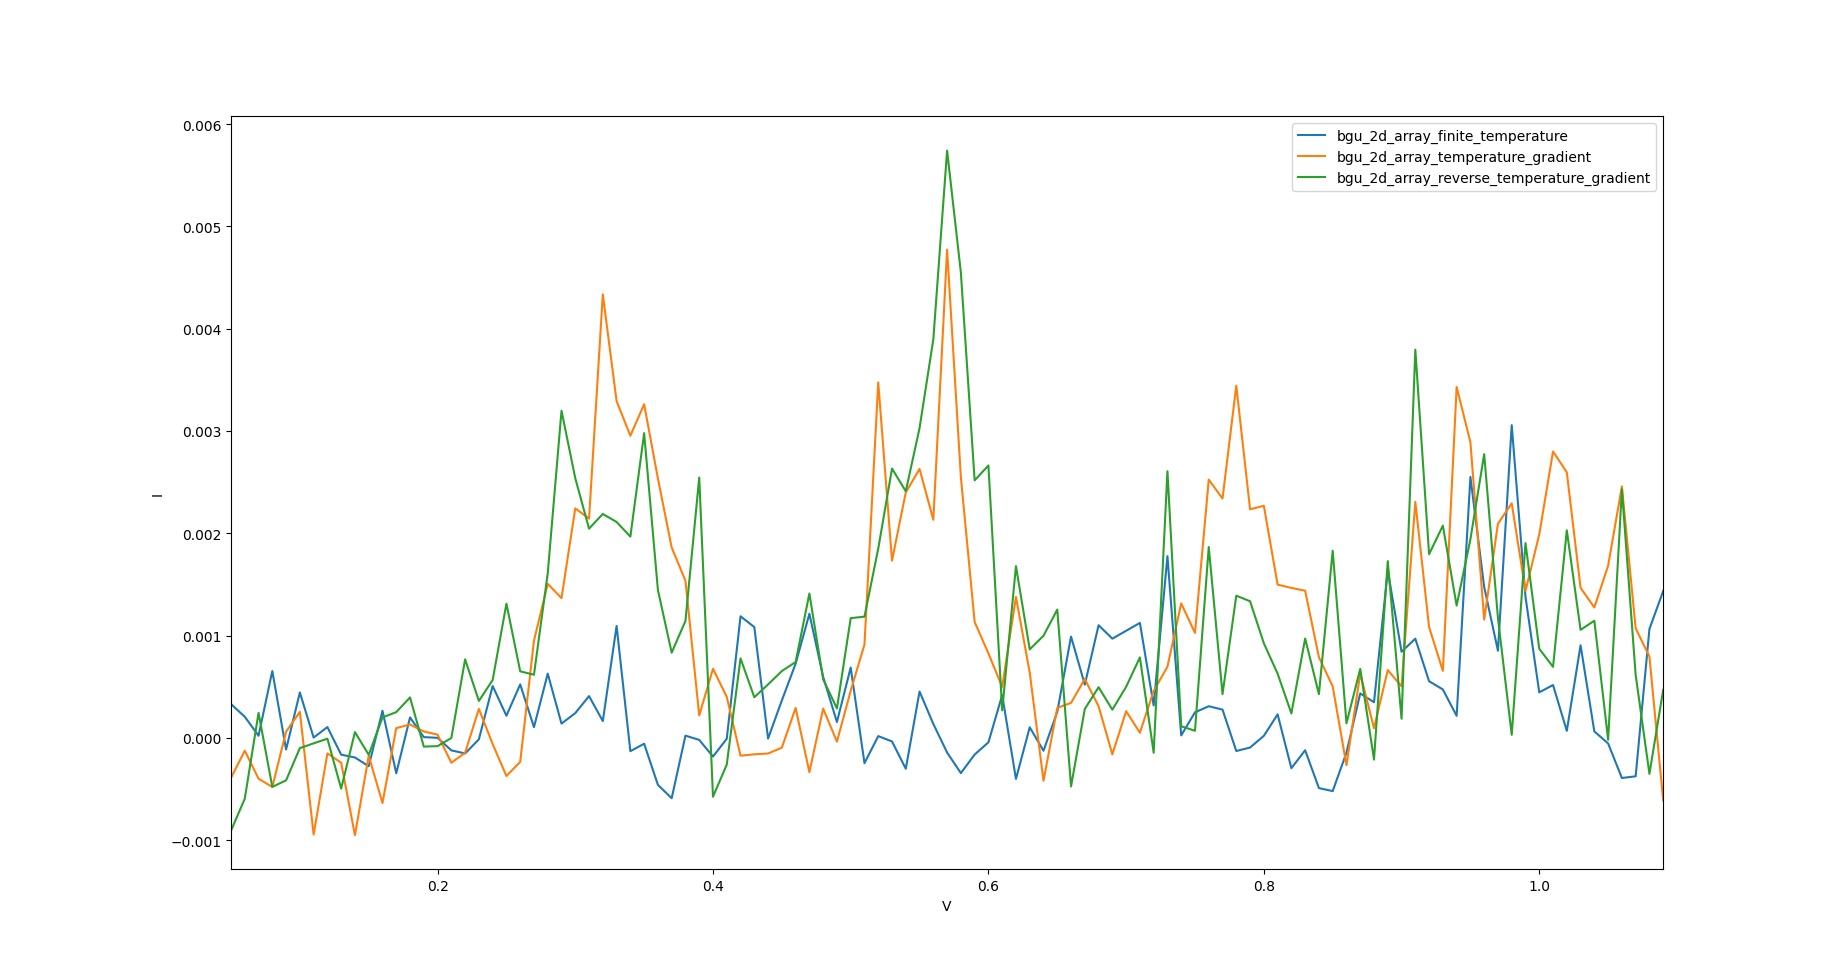 0.006
0.005
0.004
0.003
0.002
0.001
0.000
−0.001
I
0.2
0.4
0.6
0.8
1.0
V
bgu_2d_array_finite_temperature
bgu_2d_array_temperature_gradient
bgu_2d_array_reverse_temperature_gradient